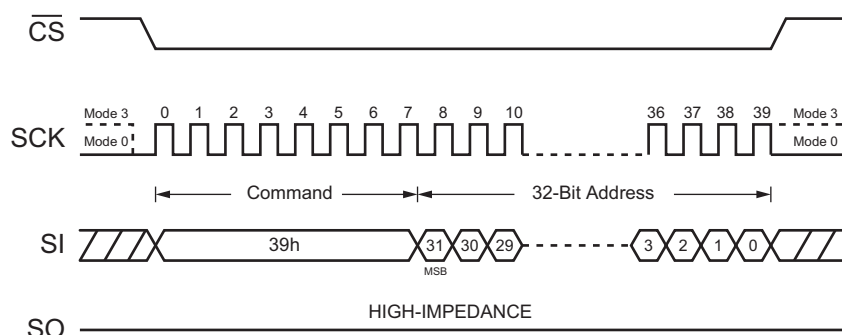 CS
Mode 3 0 1 2 3 4 5 6 7 8 9 10 36 37 38 39 Mode 3
SCK Mode 0 Mode 0
Command 32-Bit Address
SI 39h 31 30 29 3 2 1 0
MSB
HIGH-IMPEDANCE
SO